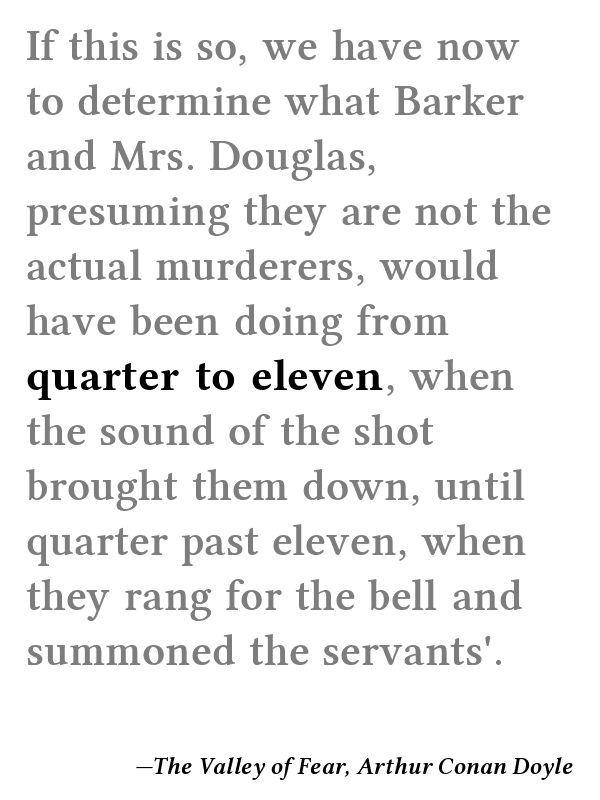 If this is so, we have now
to determine what Barker
and Mrs. Douglas,
presuming they are not the
actual murderers, would
have been doing from
quarter to eleven, when
the sound of the shot
brought them down, until
quarter past eleven, when
they rang for the bell and
summoned the servants'.
—The Valley of Fear, Arthur Conan Doyle